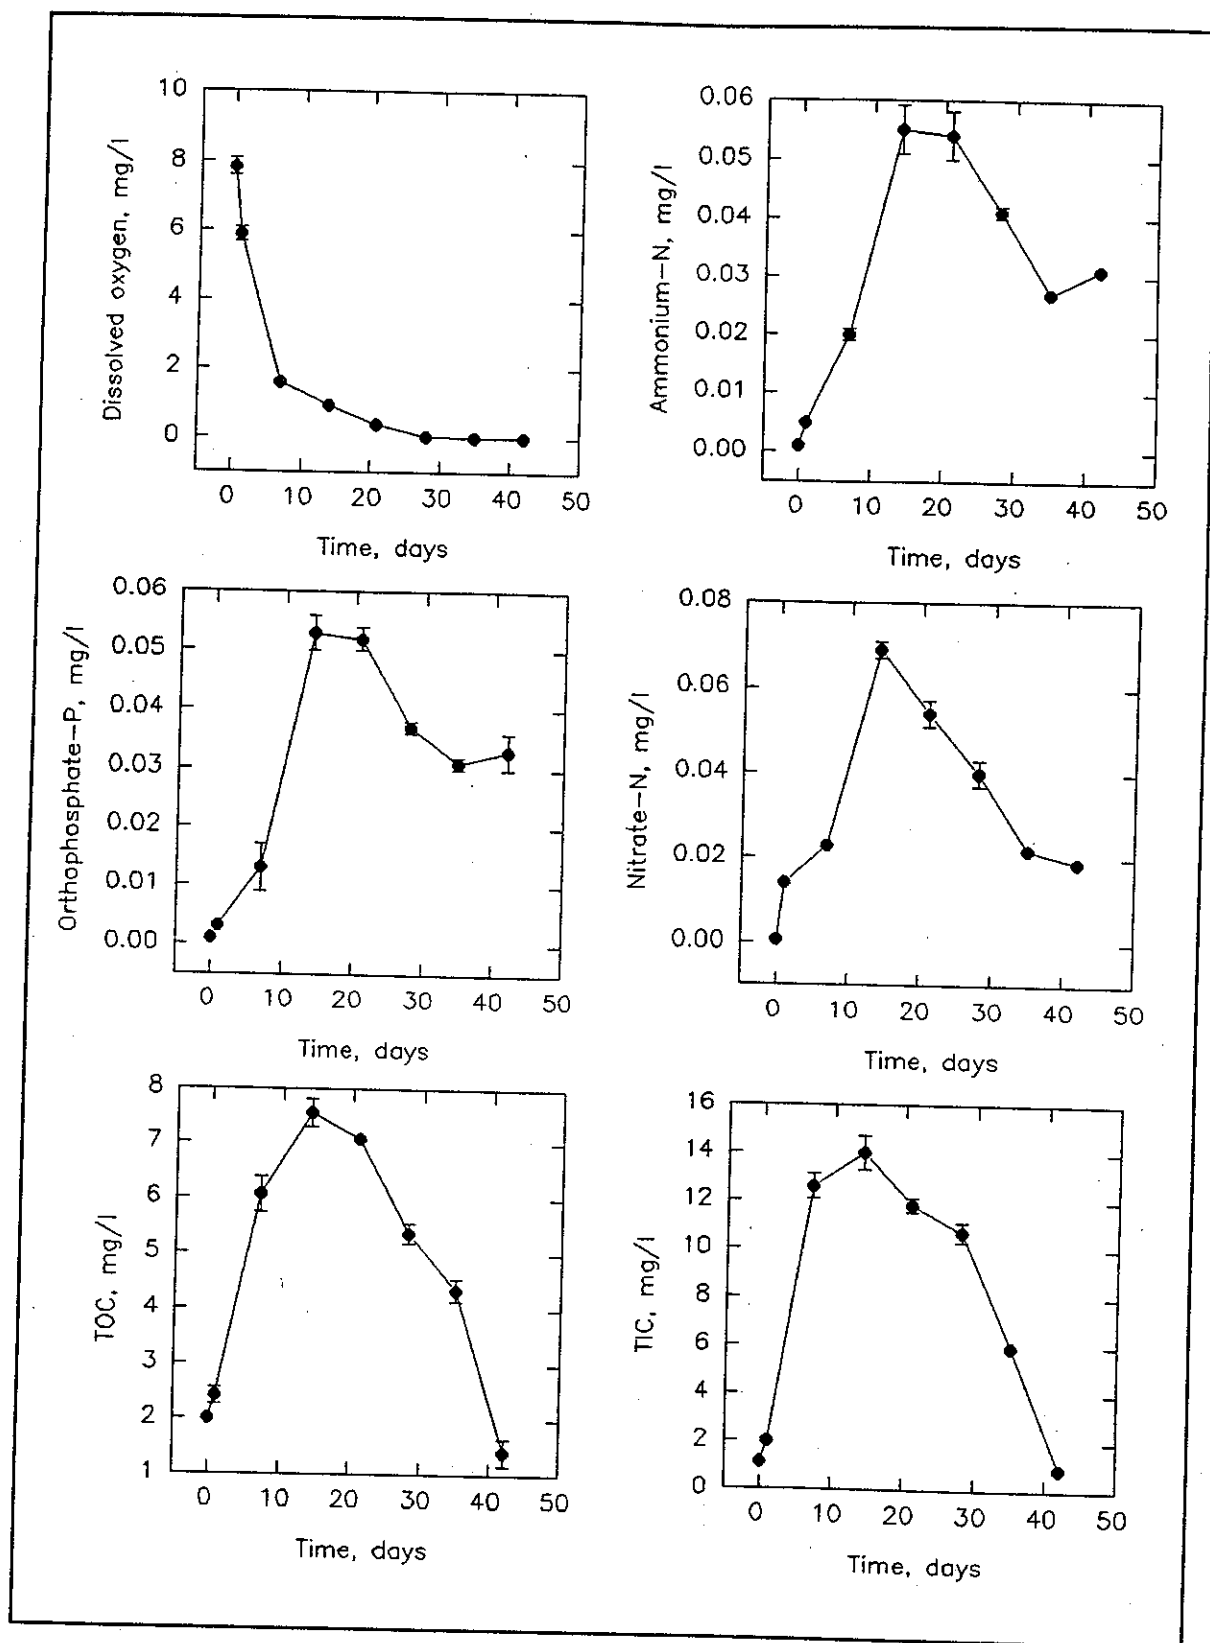 Dissolved oxygen, mg/l
10
8
6
4
2
0
0 10 20 30 40 50
Time, days
Ammonium-N, mg/l
0.06
0.05
0.04
0.03
0.02
0.01
0.00
0 10 20 30 40 50
Time, days
Orthophosphate-P, mg/l
0.06
0.05
0.04
0.03
0.02
0.01
0.00
0 10 20 30 40 50
Time, days
Nitrate-N, mg/l
0.08
0.06
0.04
0.02
0.00
0 10 20 30 40 50
Time, days
TOC, mg/l
8
7
6
5
4
3
2
1
0 10 20 30 40 50
Time, days
TIC, mg/l
16
14
12
10
8
6
4
2
0
0 10 20 30 40 50
Time, days